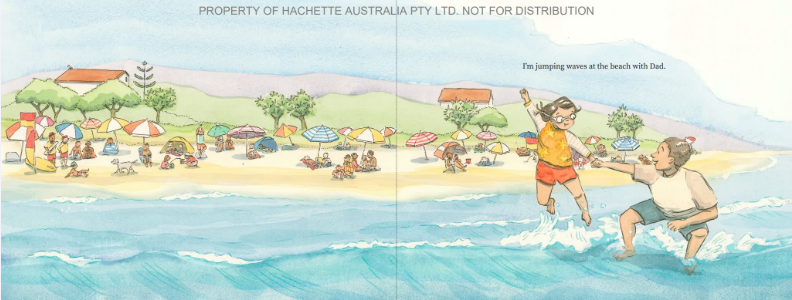 PROPERTY OF HACHETTE AUSTRALIA PTY LTD. NOT FOR DISTRIBUTION
I'm jumping waves at the beach with Dad.